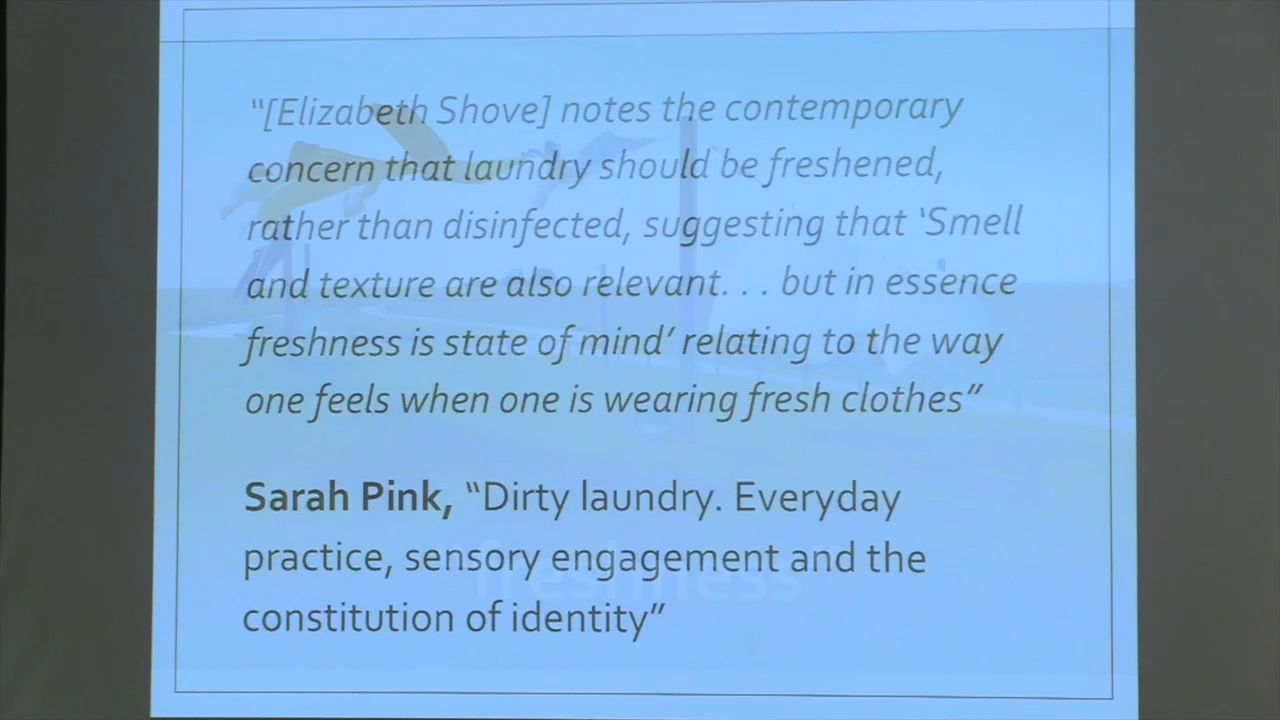 “[Elizabeth Shove] notes the contemporary
concern that laundry should be freshened,
rather than disinfected, suggesting that ‘Smell
and texture are also relevant. . . but in essence
freshness is state of mind’ relating to the way
one feels when one is wearing fresh clothes”
Sarah Pink, “Dirty laundry. Everyday
practice, sensory engagement and the
constitution of identity”
freshness